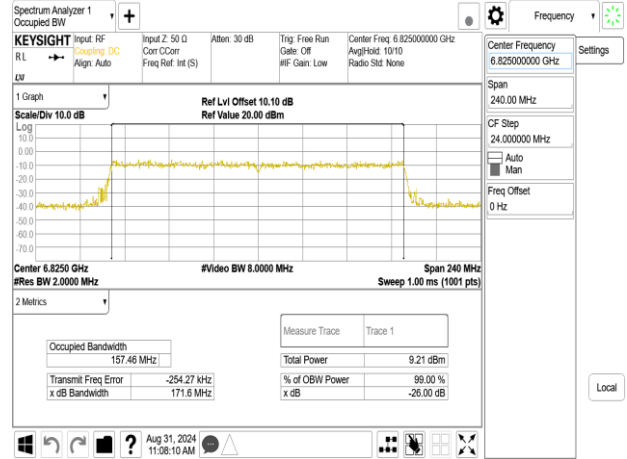 Spectrum Analyzer 1
Occupied BW
Frequency
KEYSIGHT
RL
Input: RF
Coupling: DC
Align: Auto
Input Z: 50 Ω
Corr CCorr
Freq Ref: Int (S)
Atten: 30 dB
Trig: Free Run
Gate: Off
#IF Gain: Low
Center Freq: 6.825000000 GHz
Avg|Hold: 10/10
Radio Std: None
Center Frequency
6.825000000 GHz
Settings
Span
240.00 MHz
CF Step
24.000000 MHz
Auto
Man
Freq Offset
0 Hz
Local
1 Graph
Scale/Div 10.0 dB
Ref Lvl Offset 10.10 dB
Ref Value 20.00 dBm
Log
10.0
0.00
-10.0
-20.0
-30.0
-40.0
-50.0
-60.0
-70.0
Center 6.8250 GHz
#Res BW 2.0000 MHz
#Video BW 8.0000 MHz
Span 240 MHz
Sweep 1.00 ms (1001 pts)
2 Metrics
Measure Trace Trace 1
Occupied Bandwidth
157.46 MHz
Total Power 9.21 dBm
Transmit Freq Error -254.27 kHz
% of OBW Power 99.00 %
x dB Bandwidth 171.6 MHz
x dB -26.00 dB
?
Aug 31, 2024
11:08:10 AM